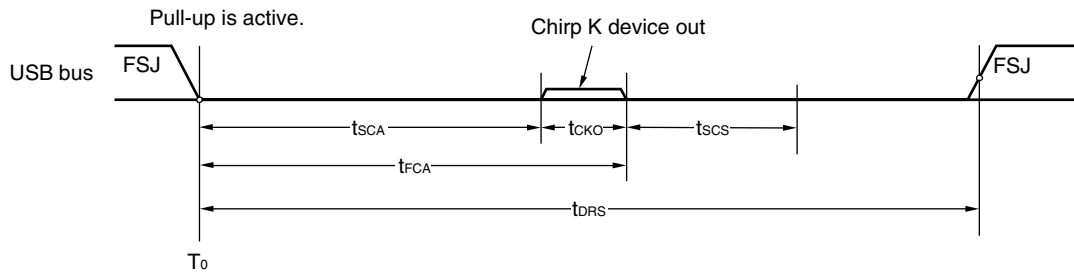 Pull-up is active.
Chirp K device out
USB bus
FSJ
FSJ
tSCA
tCKO
tSCS
tFCA
tDRS
T0